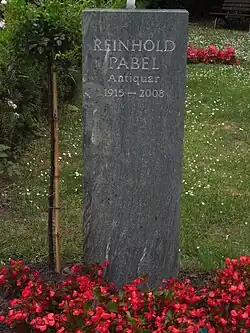 REINHOLD
PABEL
Antiquar
1915 – 2008